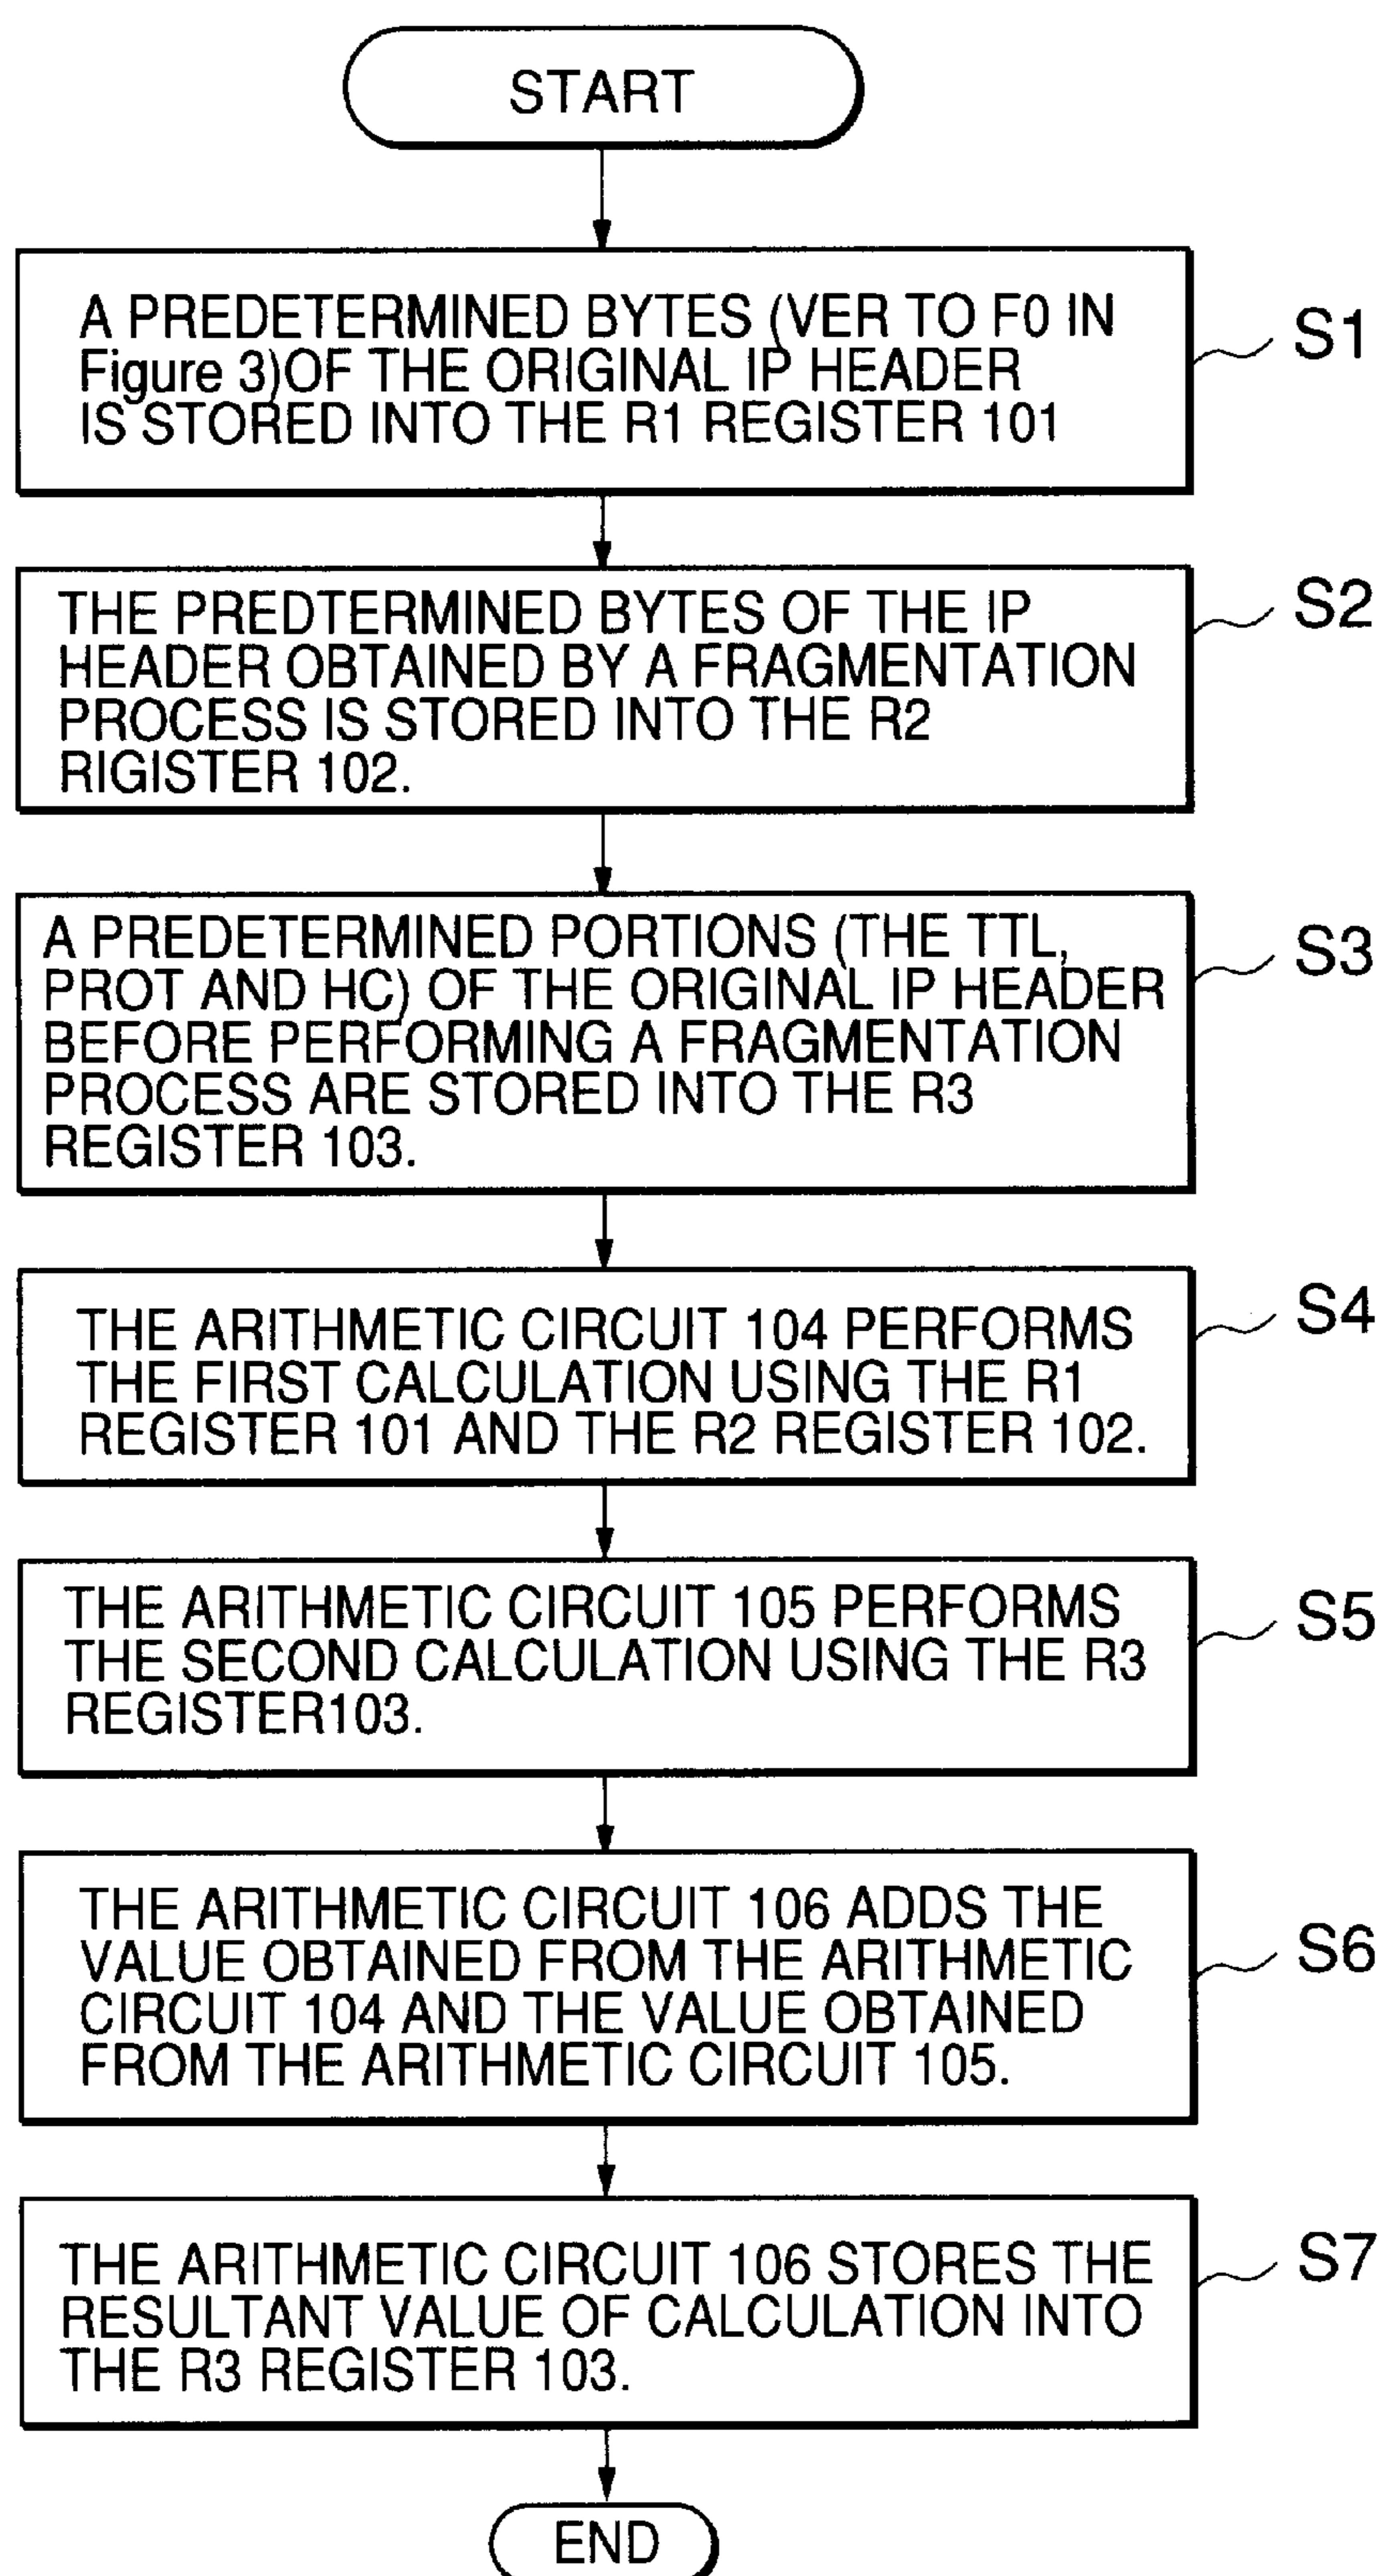 START
A PREDETERMINED BYTES (VER TO F0 IN
Figure 3)OF THE ORIGINAL IP HEADER
IS STORED INTO THE R1 REGISTER 101
S1
THE PREDTERMINED BYTES OF THE IP
HEADER OBTAINED BY A FRAGMENTATION
PROCESS IS STORED INTO THE R2
RIGISTER 102.
S2
A PREDETERMINED PORTIONS (THE TTL,
PROT AND HC) OF THE ORIGINAL IP HEADER
BEFORE PERFORMING A FRAGMENTATION
PROCESS ARE STORED INTO THE R3
REGISTER 103.
S3
THE ARITHMETIC CIRCUIT 104 PERFORMS
THE FIRST CALCULATION USING THE R1
REGISTER 101 AND THE R2 REGISTER 102.
S4
THE ARITHMETIC CIRCUIT 105 PERFORMS
THE SECOND CALCULATION USING THE R3
REGISTER103.
S5
THE ARITHMETIC CIRCUIT 106 ADDS THE
VALUE OBTAINED FROM THE ARITHMETIC
CIRCUIT 104 AND THE VALUE OBTAINED
FROM THE ARITHMETIC CIRCUIT 105.
S6
THE ARITHMETIC CIRCUIT 106 STORES THE
RESULTANT VALUE OF CALCULATION INTO
THE R3 REGISTER 103.
S7
END